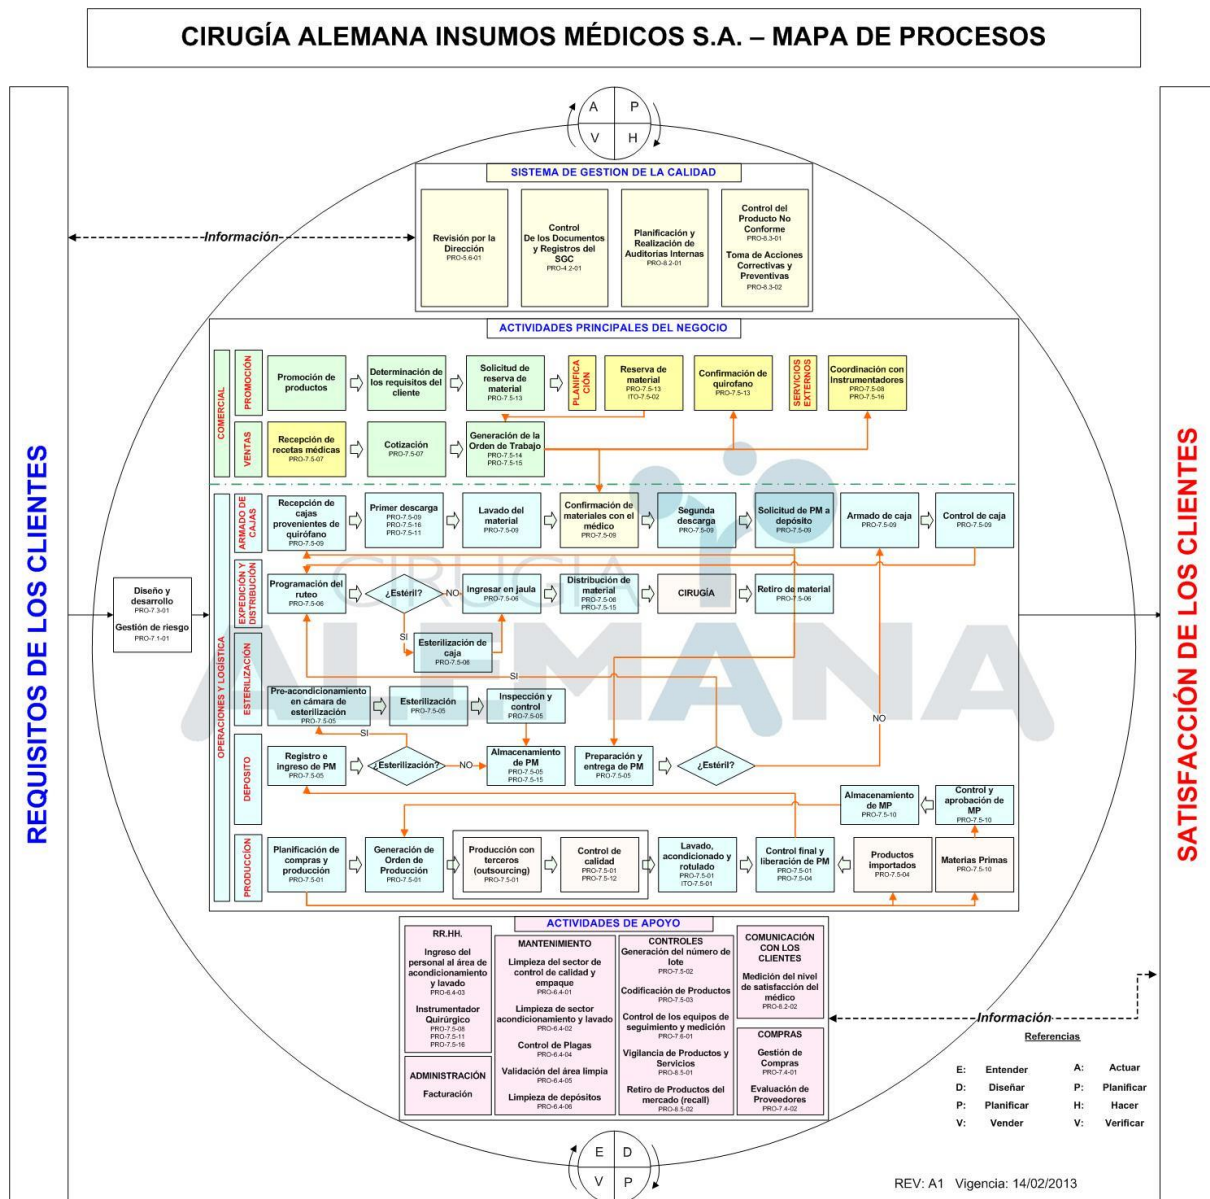 CIRUGÍA ALEMANA INSUMOS MÉDICOS S.A. – MAPA DE PROCESOS
REQUISITOS DE LOS CLIENTES
SATISFACCIÓN DE LOS CLIENTES
A P
V H
SISTEMA DE GESTION DE LA CALIDAD
Información
Revisión por la
Dirección
PRO-5.6-01
Control
De los Documentos
y Registros del
SGC
PRO-4.2-01
Planificación y
Realización de
Auditorías Internas
PRO-8.2-01
Control del
Producto No
Conforme
PRO-8.3-01
Toma de Acciones
Correctivas y
Preventivas
PRO-8.3-02
ACTIVIDADES PRINCIPALES DEL NEGOCIO
COMERCIAL
PROMOCIÓN
Promoción de
productos
Determinación de
los requisitos del
cliente
Solicitud de
reserva de
material
PRO-7.5-13
PLANIFICA
CIÓN
Reserva de
material
PRO-7.5-13
ITO-7.5-02
Confirmación de
quirofano
PRO-7.5-13
SERVICIOS
EXTERNOS
Coordinación con
Instrumentadores
PRO-7.5-08
PRO-7.5-16
VENTAS
Recepción de
recetas médicas
PRO-7.5-07
Cotización
PRO-7.5-07
Generación de la
Orden de Trabajo
PRO-7.5-14
PRO-7.5-15
OPERACIONES Y LOGÍSTICA
ARMADO DE
CAJAS
Recepción de
cajas provenientes
de quirófano
PRO-7.5-09
Primer descarga
PRO-7.5-09
PRO-7.5-16
PRO-7.5-11
Lavado del
material
PRO-7.5-09
Confirmación de
materiales con el
médico
PRO-7.5-09
Segunda
descarga
PRO-7.5-09
Solicitud de PM a
depósito
PRO-7.5-09
Armado de caja
PRO-7.5-09
Control de caja
PRO-7.5-09
EXPEDICIÓN Y
DISTRIBUCIÓN
Programación del
ruteo
PRO-7.5-06
¿Estéril?
NO
Ingresar en jaula
PRO-7.5-06
Distribución de
material
PRO-7.5-06
PRO-7.5-15
CIRUGÍA
Retiro de material
PRO-7.5-06
SI
Esterilización de
caja
PRO-7.5-06
CIRUGIA
ALEMANA
Diseño y
desarrollo
PRO-7.3-01
Gestión de riesgo
PRO-7.1-01
ESTERILIZACIÓN
Pre-acondicionamiento
en cámara de
esterilización
PRO-7.5-05
Esterilización
PRO-7.5-05
Inspección y
control
PRO-7.5-05
SI
NO
SI
DEPOSITO
Registro e
ingreso de PM
PRO-7.5-05
¿Esterilización?
NO
Almacenamiento
de PM
PRO-7.5-05
PRO-7.5-15
Preparación y
entrega de PM
PRO-7.5-05
¿Estéril?
Almacenamiento
de MP
PRO-7.5-10
Control y
aprobación de
MP
PRO-7.5-10
PRODUCCÍON
Planificación de
compras y
producción
PRO-7.5-01
Generación de
Orden de
Producción
PRO-7.5-01
Producción con
terceros
(outsourcing)
PRO-7.5-01
Control de
calidad
PRO-7.5-01
PRO-7.5-12
Lavado,
acondicionado y
rotulado
PRO-7.5-01
ITO-7.5-01
Control final y
liberación de PM
PRO-7.5-01
PRO-7.5-04
Productos
importados
PRO-7.5-04
Materias Primas
PRO-7.5-10
ACTIVIDADES DE APOYO
RR.HH.
Ingreso del
personal al área de
acondicionamiento
y lavado
PRO-6.4-03
Instrumentador
Quirúrgico
PRO-7.5-08
PRO-7.5-11
PRO-7.5-16
ADMINISTRACIÓN
Facturación
MANTENIMIENTO
Limpieza del sector de
control de calidad y
empaque
PRO-6.4-01
Limpieza de sector
acondicionamiento y lavado
PRO-6.4-02
Control de Plagas
PRO-6.4-04
Validación del área limpia
PRO-6.4-05
Limpieza de depósitos
PRO-6.4-06
CONTROLES
Generación del número de
lote
PRO-7.5-02
Codificación de Productos
PRO-7.5-03
Control de los equipos de
seguimiento y medición
PRO-7.6-01
Vigilancia de Productos y
Servicios
PRO-8.5-01
Retiro de Productos del
mercado (recall)
PRO-8.5-02
COMUNICACIÓN
CON LOS
CLIENTES
Medición del nivel
de satisfacción del
médico
PRO-8.2-02
COMPRAS
Gestión de
Compras
PRO-7.4-01
Evaluación de
Proveedores
PRO-7.4-02
Información
Referencias
E: Entender A: Actuar
D: Diseñar P: Planificar
P: Planificar H: Hacer
V: Vender V: Verificar
E D
V P
REV: A1 Vigencia: 14/02/2013